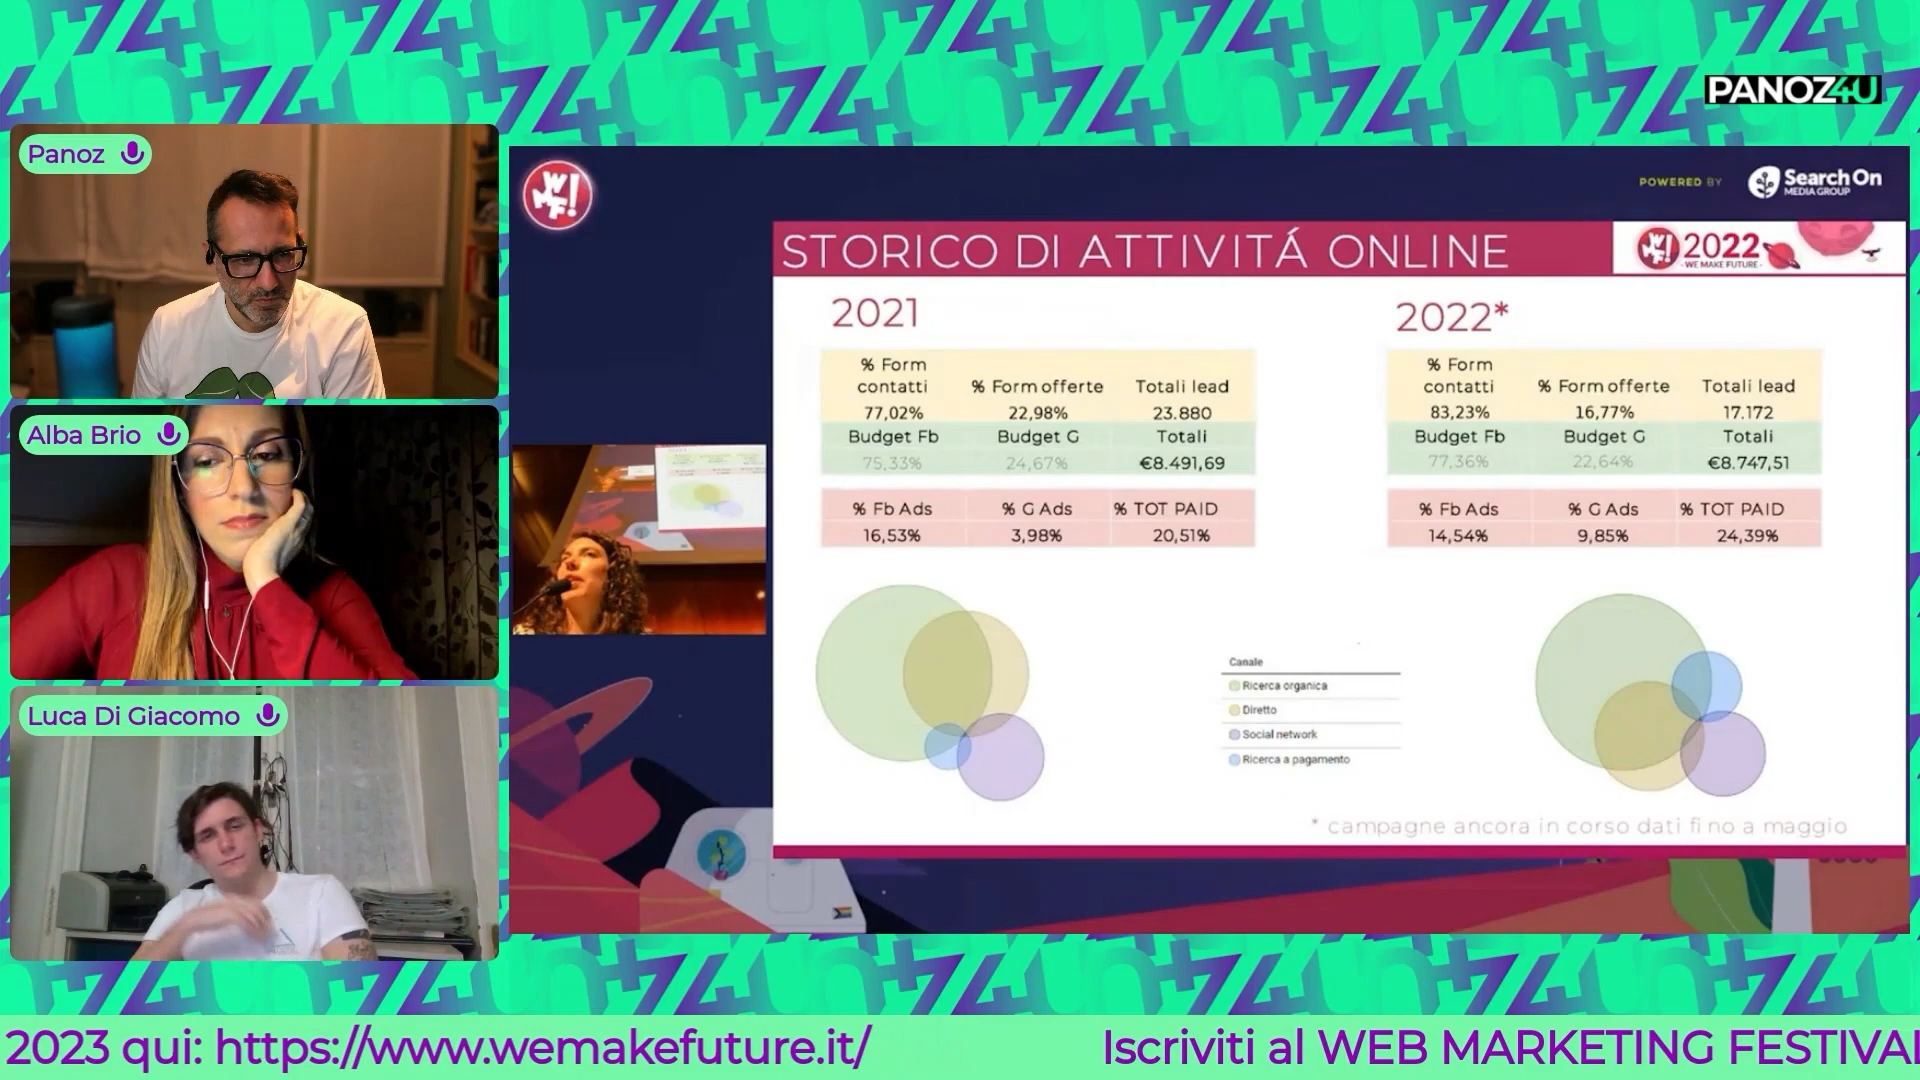 PANOZ4U
Panoz
Alba Brio
Luca Di Giacomo
WMF!
POWERED BY
Search On
MEDIA GROUP
STORICO DI ATTIVITÁ ONLINE
WMF! 2022
- WE MAKE FUTURE -
2021
% Form contatti % Form offerte Totali lead
77,02% 22,98% 23.880
Budget Fb Budget G Totali
75,33% 24,67% €8.491,69
% Fb Ads % G Ads % TOT PAID
16,53% 3,98% 20,51%
2022*
% Form contatti % Form offerte Totali lead
83,23% 16,77% 17.172
Budget Fb Budget G Totali
77,36% 22,64% €8.747,51
% Fb Ads % G Ads % TOT PAID
14,54% 9,85% 24,39%
Canale
Ricerca organica
Diretto
Social network
Ricerca a pagamento
* campagne ancora in corso dati fino a maggio
2023 qui: https://www.wemakefuture.it/ Iscriviti al WEB MARKETING FESTIVAL